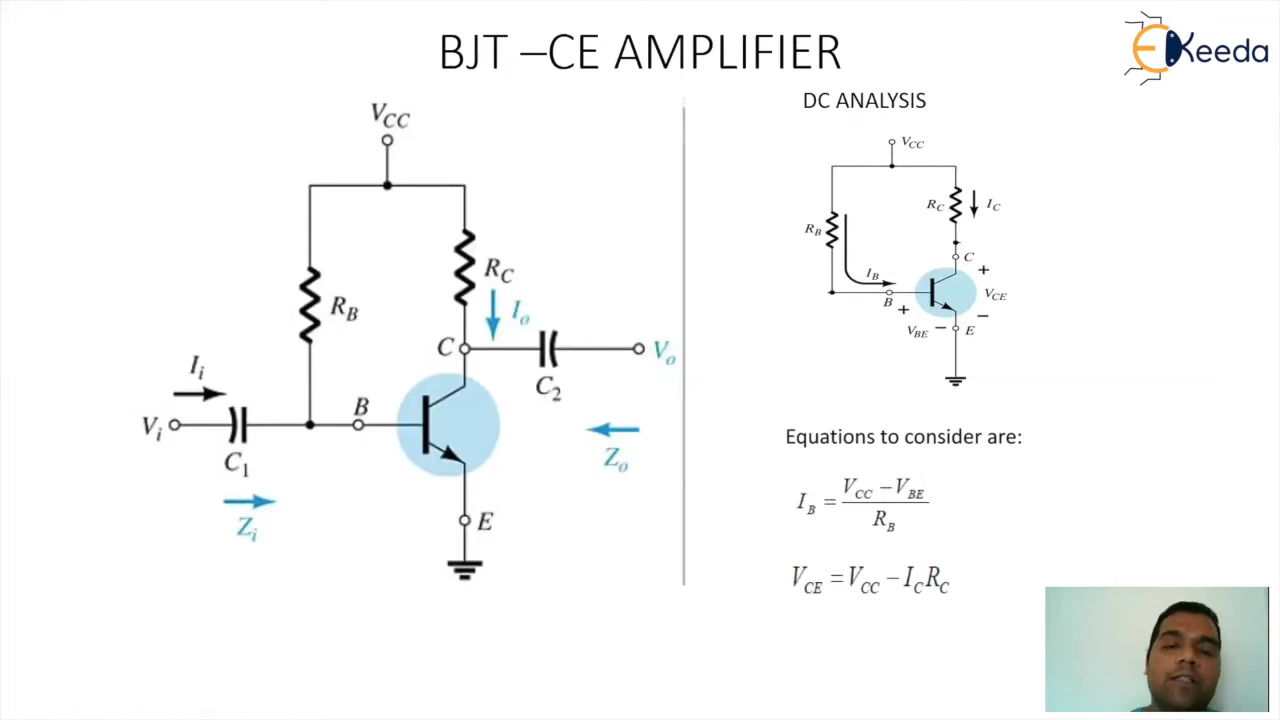 BJT –CE AMPLIFIER
EKeeda
V_CC
R_B
R_C
I_o
C
C_2
V_o
I_i
B
V_i
C_1
Z_i
Z_o
E
DC ANALYSIS
V_CC
R_C
I_C
R_B
C
+
I_B
V_CE
B
+
−
V_BE −
E
Equations to consider are:
I_B = (V_CC − V_BE) / R_B
V_CE = V_CC − I_C R_C